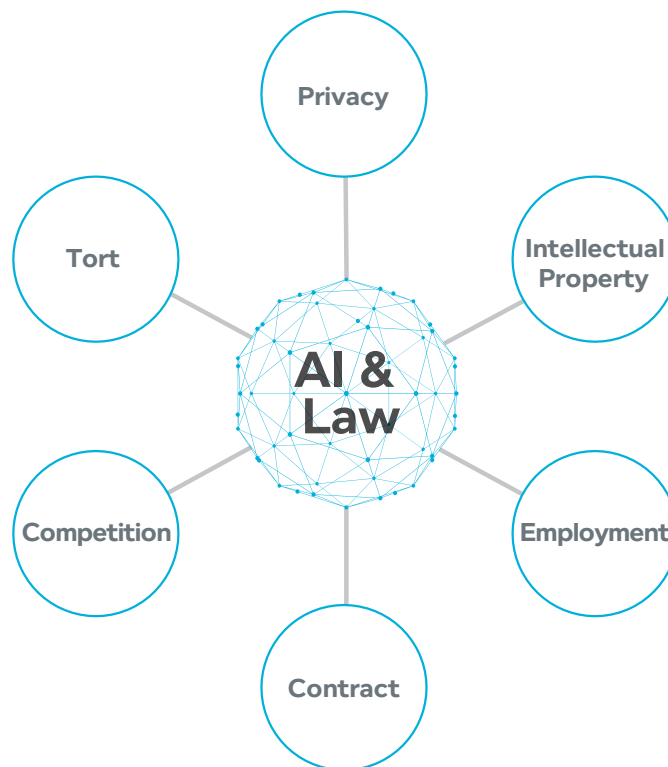 Privacy
Tort
Intellectual
Property
AI &
Law
Competition
Employment
Contract